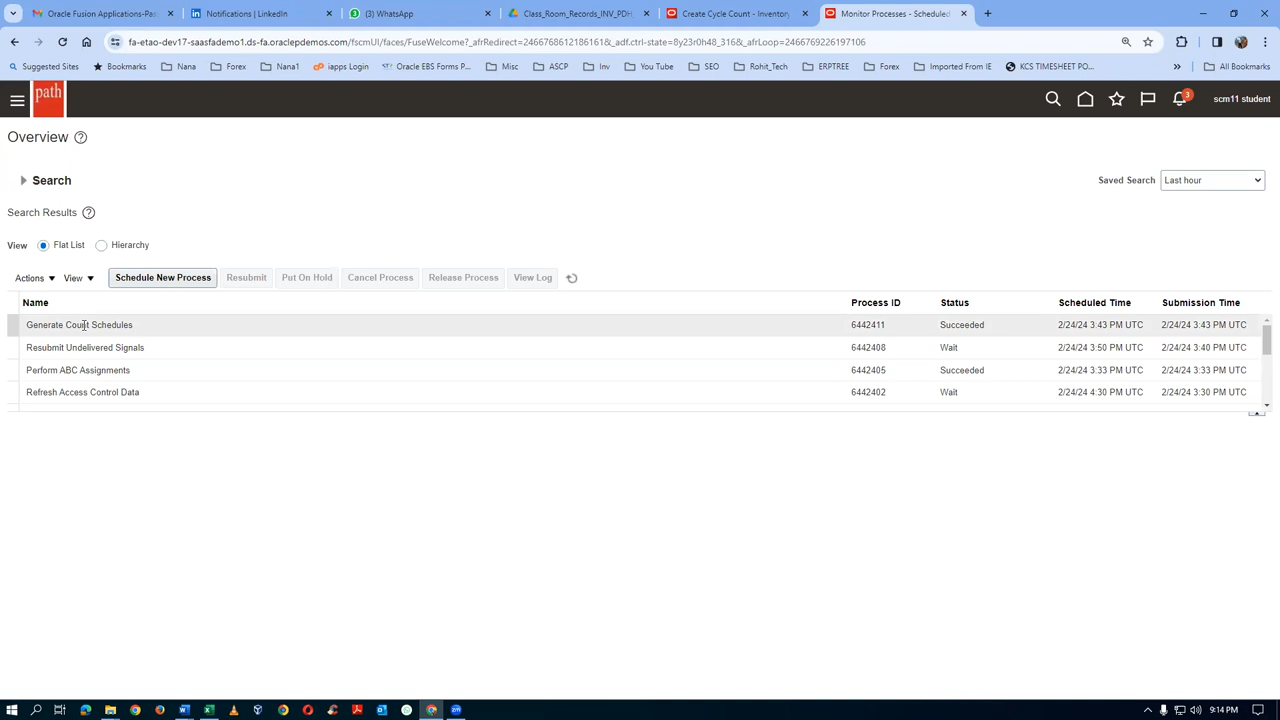 Oracle Fusion Applications-Pas
Notifications | LinkedIn
(3) WhatsApp
Class_Room_Records_INV_PDH
Create Cycle Count - Inventory
Monitor Processes - Scheduled
fa-etao-dev17-saasfademo1.ds-fa.oraclepdemos.com/fscmUI/faces/FuseWelcome?_afrRedirect=2466768612186161&_adf.ctrl-state=8y23r0h48_316&_afrLoop=2466769226197106
Suggested Sites
Bookmarks
Nana
Forex
Nana1
iapps Login
Oracle EBS Forms P...
Misc
ASCP
Inv
You Tube
SEO
Rohit_Tech
ERPTREE
Forex
Imported From IE
KCS TIMESHEET PO...
»
All Bookmarks
path
3
scm11 student
Overview ?
Search
Saved Search Last hour
Search Results ?
View Flat List Hierarchy
Actions View Schedule New Process Resubmit Put On Hold Cancel Process Release Process View Log
Name Process ID Status Scheduled Time Submission Time
Generate Count Schedules 6442411 Succeeded 2/24/24 3:43 PM UTC 2/24/24 3:43 PM UTC
Resubmit Undelivered Signals 6442408 Wait 2/24/24 3:50 PM UTC 2/24/24 3:40 PM UTC
Perform ABC Assignments 6442405 Succeeded 2/24/24 3:33 PM UTC 2/24/24 3:33 PM UTC
Refresh Access Control Data 6442402 Wait 2/24/24 4:30 PM UTC 2/24/24 3:30 PM UTC
9:14 PM